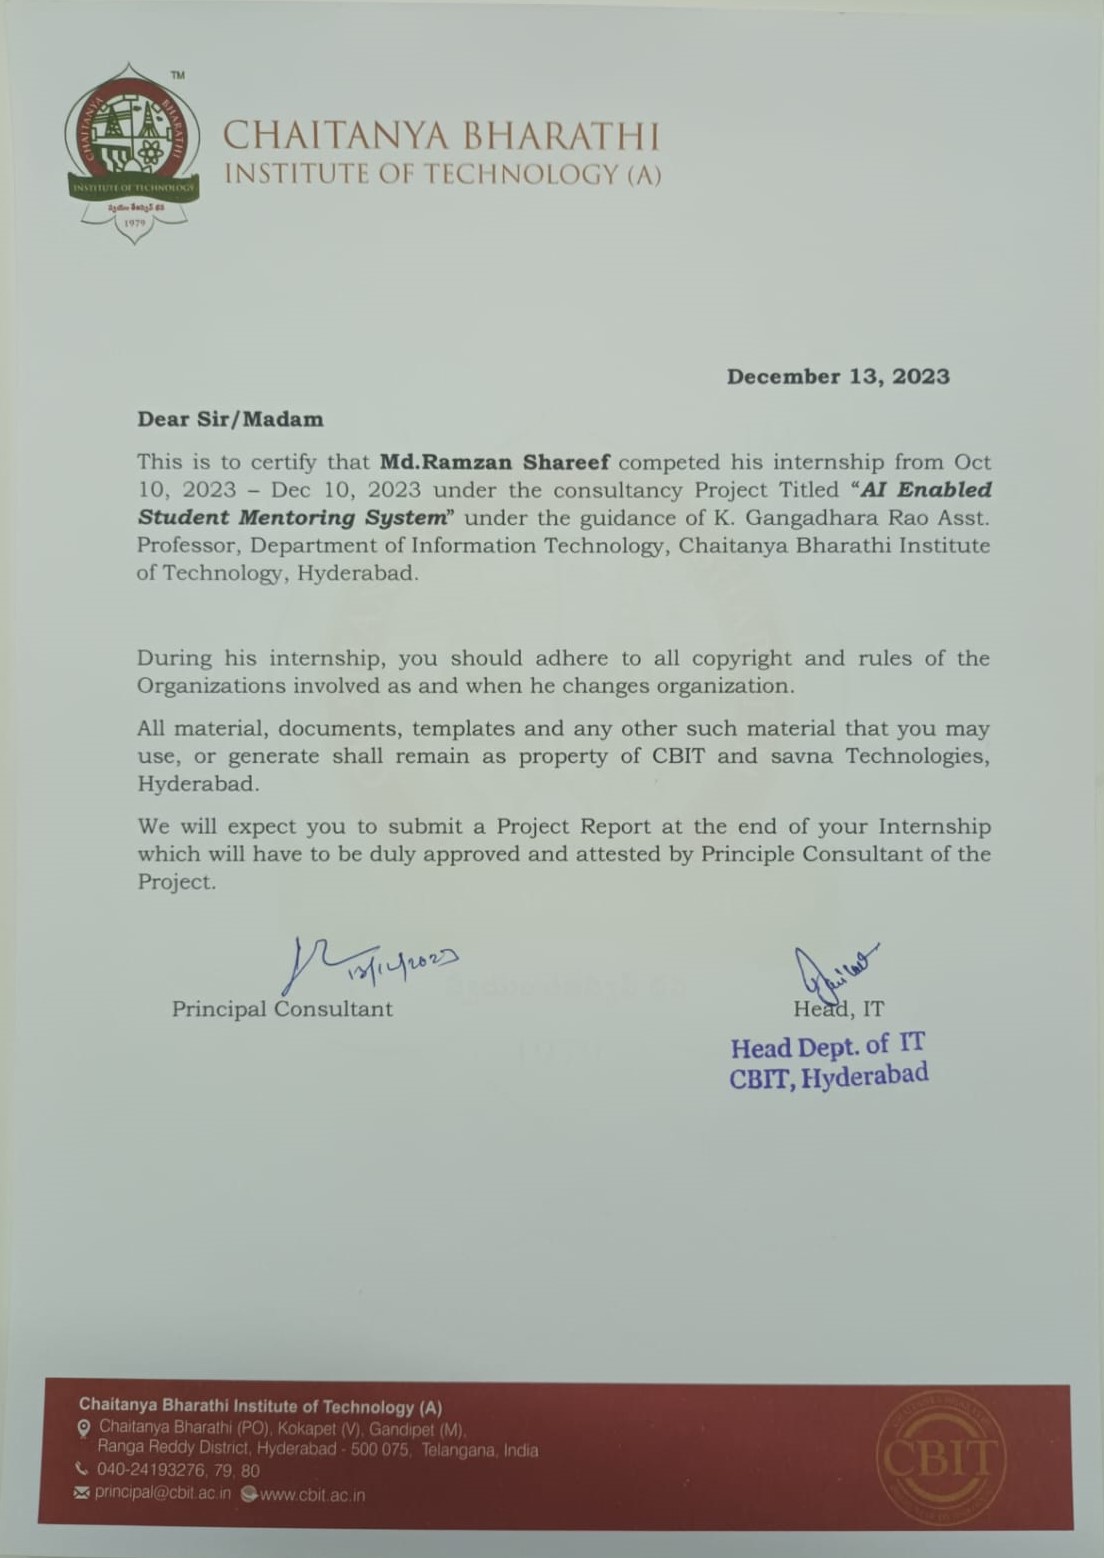 TM
CHAITANYA BHARATHI
INSTITUTE OF TECHNOLOGY
1979
CHAITANYA BHARATHI
INSTITUTE OF TECHNOLOGY (A)
December 13, 2023
Dear Sir/Madam
This is to certify that Md.Ramzan Shareef competed his internship from Oct
10, 2023 – Dec 10, 2023 under the consultancy Project Titled “AI Enabled
Student Mentoring System” under the guidance of K. Gangadhara Rao Asst.
Professor, Department of Information Technology, Chaitanya Bharathi Institute
of Technology, Hyderabad.
During his internship, you should adhere to all copyright and rules of the
Organizations involved as and when he changes organization.
All material, documents, templates and any other such material that you may
use, or generate shall remain as property of CBIT and savna Technologies,
Hyderabad.
We will expect you to submit a Project Report at the end of your Internship
which will have to be duly approved and attested by Principle Consultant of the
Project.
13/12/2023
Principal Consultant
Head, IT
Head Dept. of IT
CBIT, Hyderabad
Chaitanya Bharathi Institute of Technology (A)
Chaitanya Bharathi (PO), Kokapet (V), Gandipet (M),
Ranga Reddy District, Hyderabad - 500 075, Telangana, India
040-24193276, 79, 80
principal@cbit.ac.in www.cbit.ac.in
CBIT